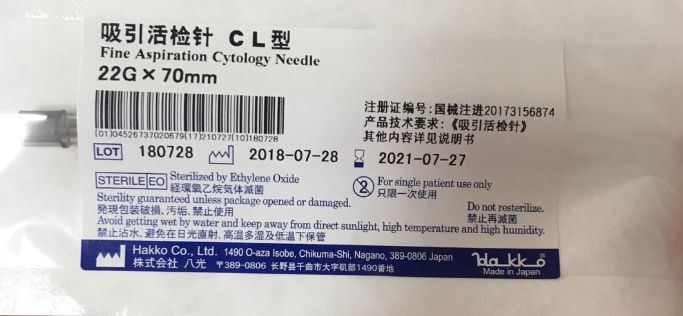 吸引活检针 CL型
Fine Aspiration Cytology Needle
22G×70mm
(01)04526737020679(17)210727(10)180728
注册证编号:国械注进20173156874
产品技术要求:《吸引活检针》
其他内容详见说明书
LOT 180728 2018-07-28 2021-07-27
STERILE EO Sterilized by Ethylene Oxide
経環氧乙烷気体滅菌
2 For single patient use only
只限一次使用
Sterility guaranteed unless package opened or damaged.
発現包装破損、汚垢、禁止使用
Do not resterilize.
禁止再滅菌
Avoid getting wet by water and keep away from direct sunlight, high temperature and high humidity.
禁止沾水、避免在日光直射、高温多湿及低温下保管
Hakko Co., Ltd. 1490 O-aza Isobe, Chikuma-Shi, Nagano, 389-0806 Japan
株式会社 八光 〒389-0806 长野县千曲市大字矶部1490番地
Hakko
Made in Japan